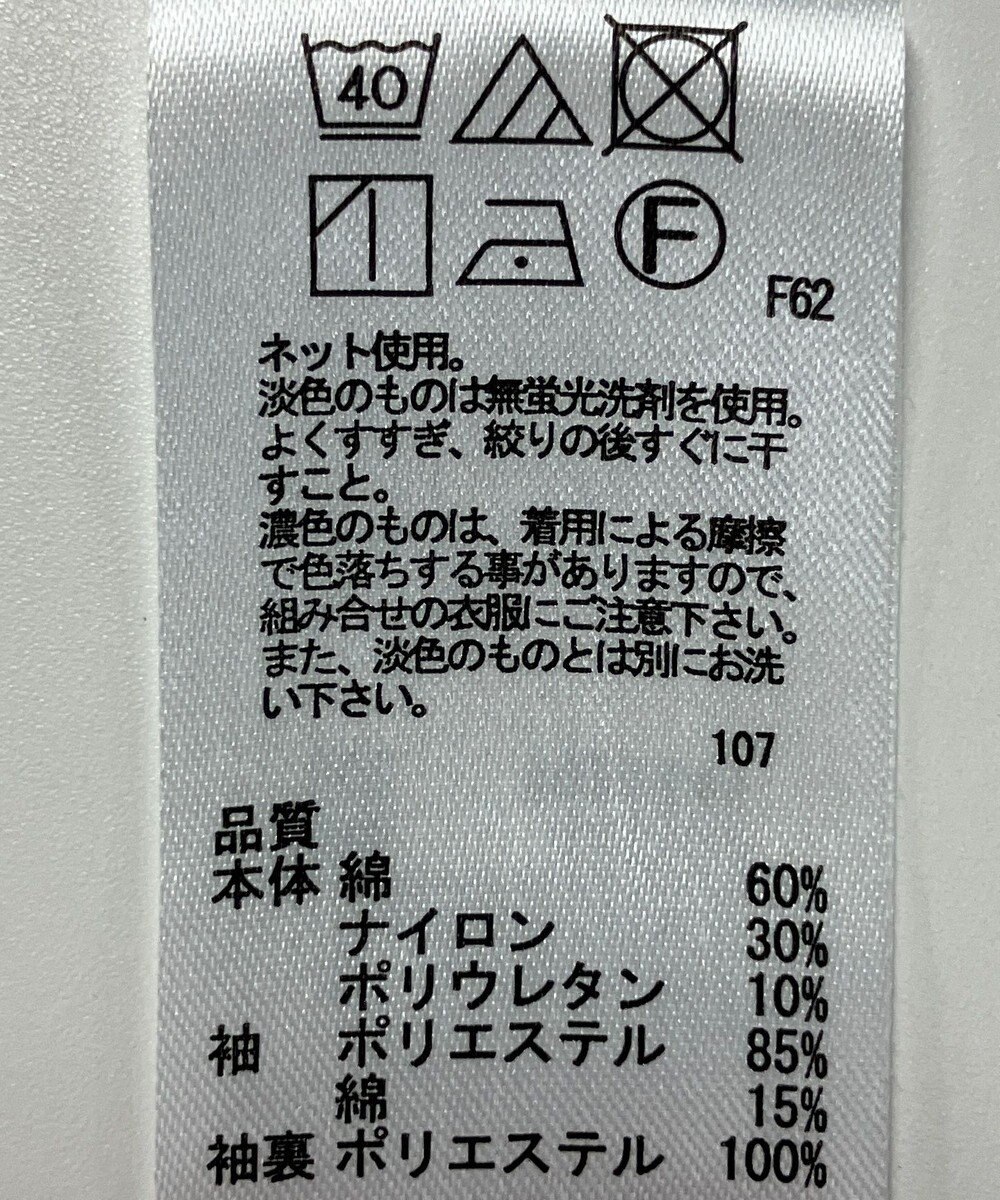 40
F
F62
ネット使用。
淡色のものは無蛍光洗剤を使用。
よくすすぎ、絞りの後すぐに干
すこと。
濃色のものは、着用による摩擦
で色落ちする事がありますので、
組み合せの衣服にご注意下さい。
また、淡色のものとは別にお洗
い下さい。
107
品質
本体 綿 60%
ナイロン 30%
ポリウレタン 10%
袖 ポリエステル 85%
綿 15%
袖裏 ポリエステル 100%